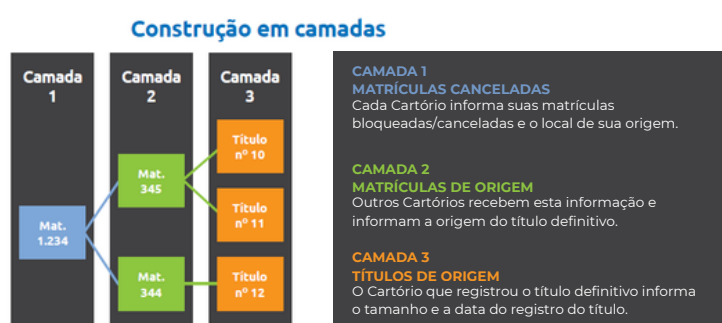 Construção em camadas
Camada
1
Camada
2
Camada
3
Mat.
1.234
Mat.
345
Mat.
344
Título
nº 10
Título
nº 11
Título
nº 12
CAMADA 1
MATRÍCULAS CANCELADAS
Cada Cartório informa suas matrículas
bloqueadas/canceladas e o local de sua origem.
CAMADA 2
MATRÍCULAS DE ORIGEM
Outros Cartórios recebem esta informação e
informam a origem do título definitivo.
CAMADA 3
TÍTULOS DE ORIGEM
O Cartório que registrou o título definitivo informa
o tamanho e a data do registro do título.